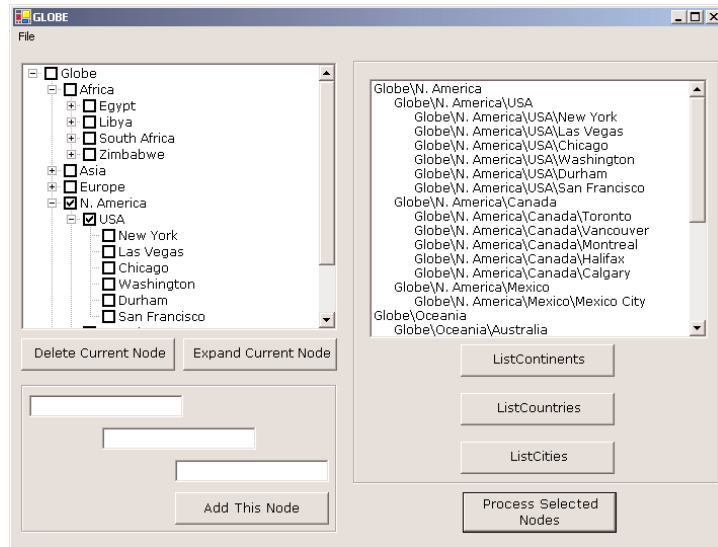 GLOBE
File
Globe
Africa
Egypt
Libya
South Africa
Zimbabwe
Asia
Europe
N. America
USA
New York
Las Vegas
Chicago
Washington
Durham
San Francisco
Delete Current Node
Expand Current Node
Add This Node
Globe\N. America
Globe\N. America\USA
Globe\N. America\USA\New York
Globe\N. America\USA\Las Vegas
Globe\N. America\USA\Chicago
Globe\N. America\USA\Washington
Globe\N. America\USA\Durham
Globe\N. America\USA\San Francisco
Globe\N. America\Canada
Globe\N. America\Canada\Toronto
Globe\N. America\Canada\Vancouver
Globe\N. America\Canada\Montreal
Globe\N. America\Canada\Halifax
Globe\N. America\Canada\Calgary
Globe\N. America\Mexico
Globe\N. America\Mexico\Mexico City
Globe\Oceania
Globe\Oceania\Australia
ListContinents
ListCountries
ListCities
Process Selected
Nodes